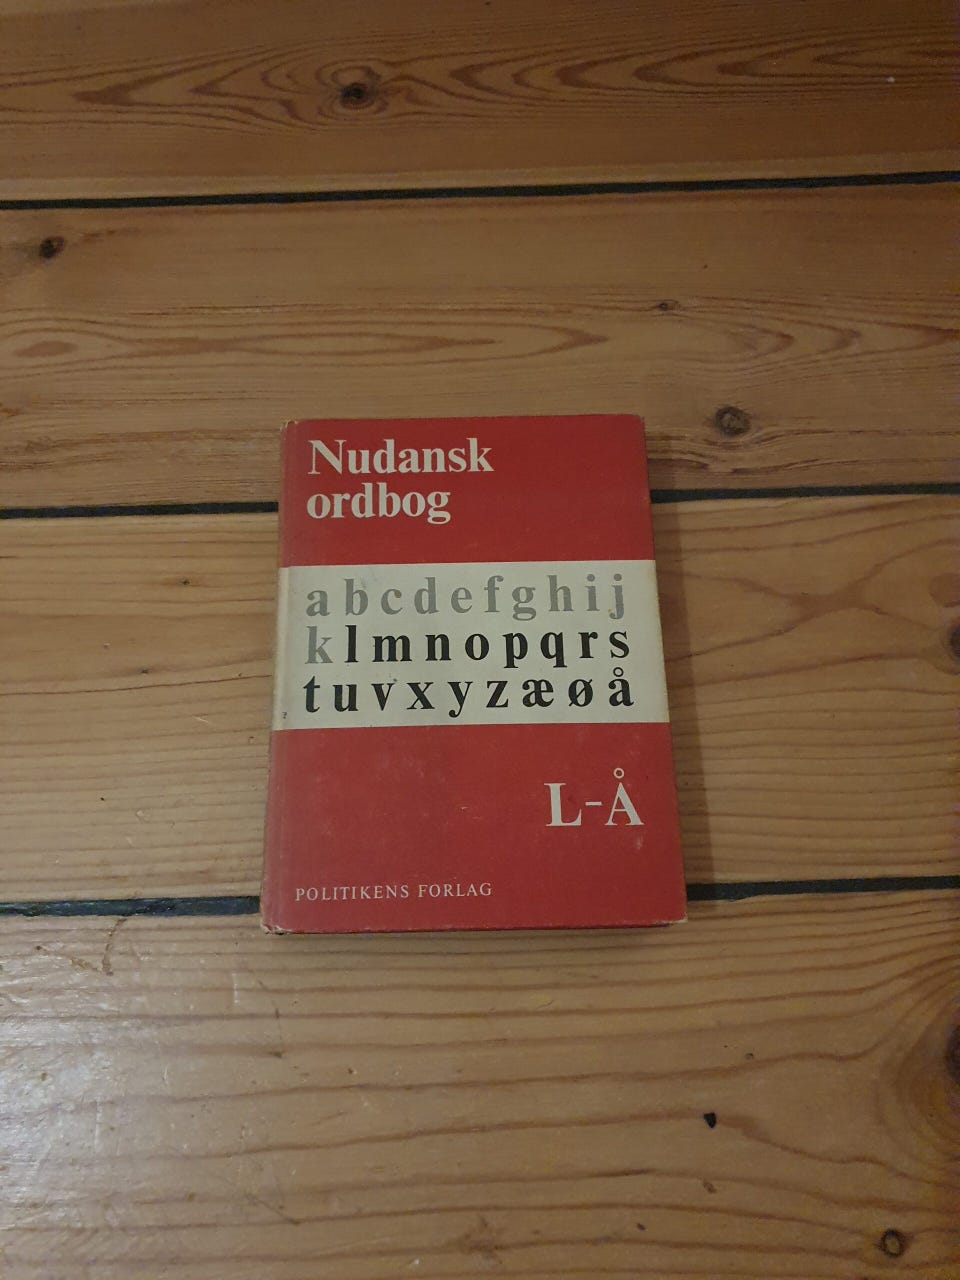 Nudansk
ordbog
abcdefghij
klmnopqrs
tuvxyzæøå
L-Å
POLITIKENS FORLAG